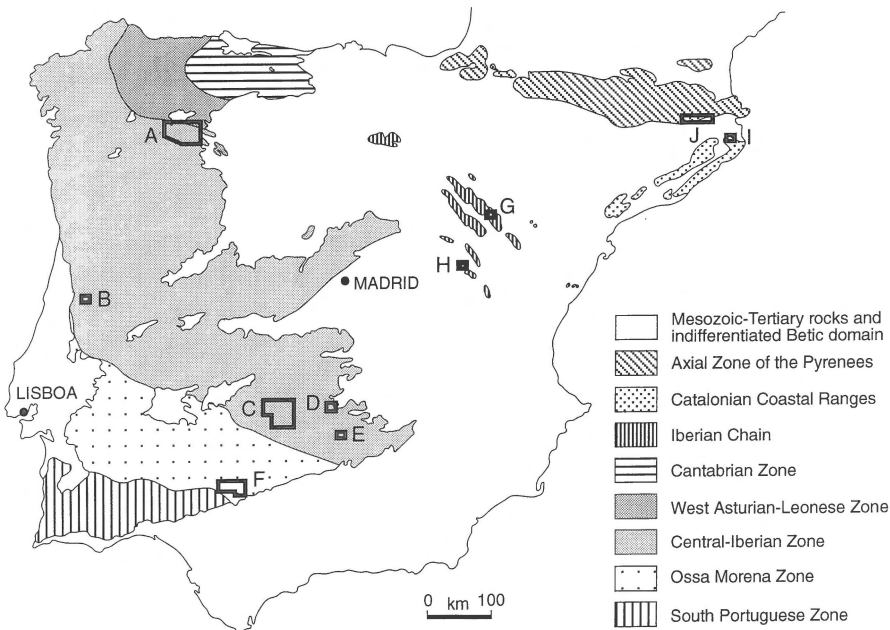 A
J
I
G
H
B
MADRID
LISBOA
C
D
E
F
Mesozoic-Tertiary rocks and
indifferentiated Betic domain
Axial Zone of the Pyrenees
Catalonian Coastal Ranges
Iberian Chain
Cantabrian Zone
West Asturian-Leonese Zone
Central-Iberian Zone
Ossa Morena Zone
South Portuguese Zone
0 km 100